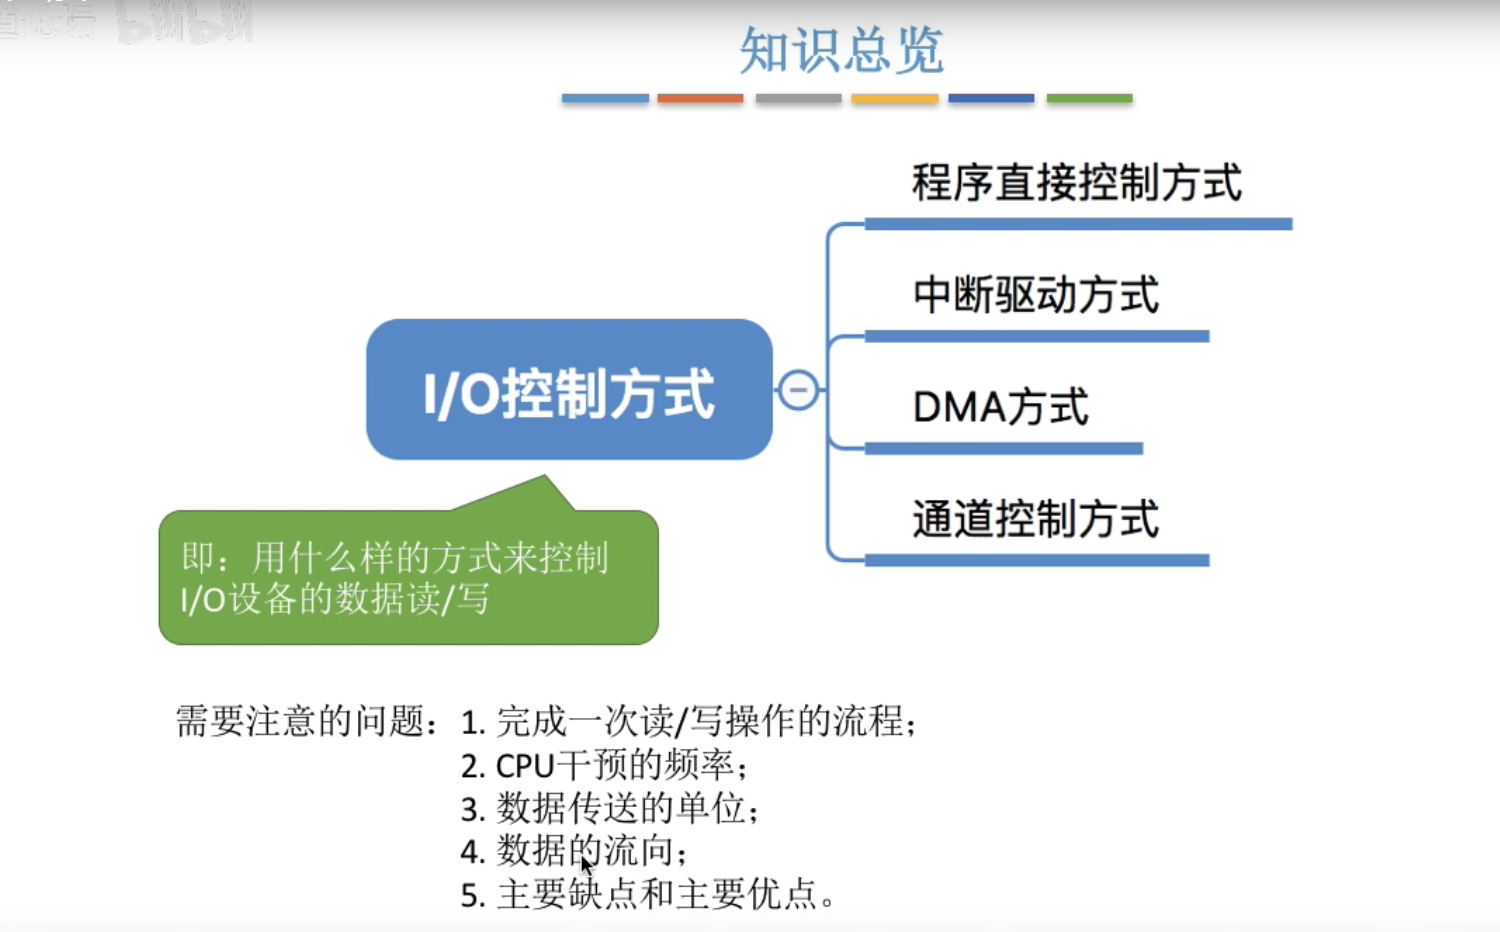 bilibili
知识总览
程序直接控制方式
中断驱动方式
I/O控制方式
DMA方式
通道控制方式
即：用什么样的方式来控制
I/O设备的数据读/写
需要注意的问题：1. 完成一次读/写操作的流程；
2. CPU干预的频率；
3. 数据传送的单位；
4. 数据的流向；
5. 主要缺点和主要优点。